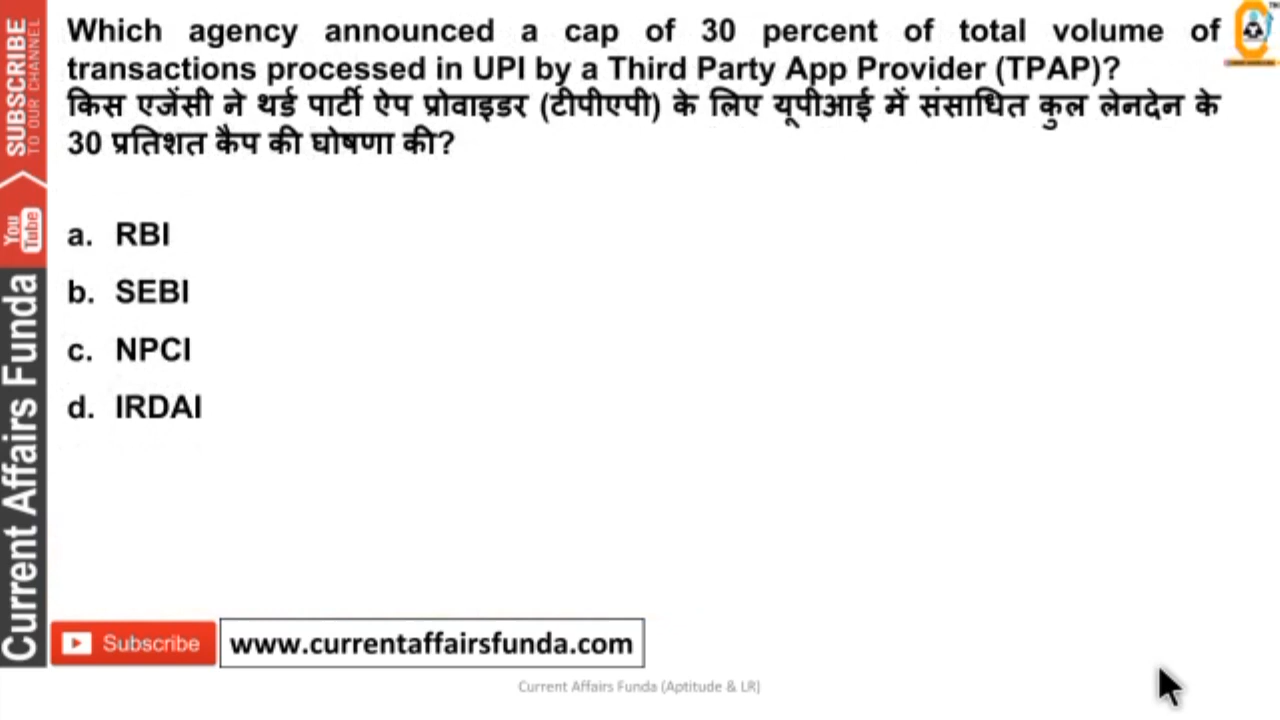 Which agency announced a cap of 30 percent of total volume of
transactions processed in UPI by a Third Party App Provider (TPAP)?
किस एजेंसी ने थर्ड पार्टी ऐप प्रोवाइडर (टीपीएपी) के लिए यूपीआई में संसाधित कुल लेनदेन के
30 प्रतिशत कैप की घोषणा की?
a. RBI
b. SEBI
c. NPCI
d. IRDAI
SUBSCRIBE
TO OUR CHANNEL
You
Tube
Current Affairs Funda
Subscribe
www.currentaffairsfunda.com
Current Affairs Funda (Aptitude & LR)